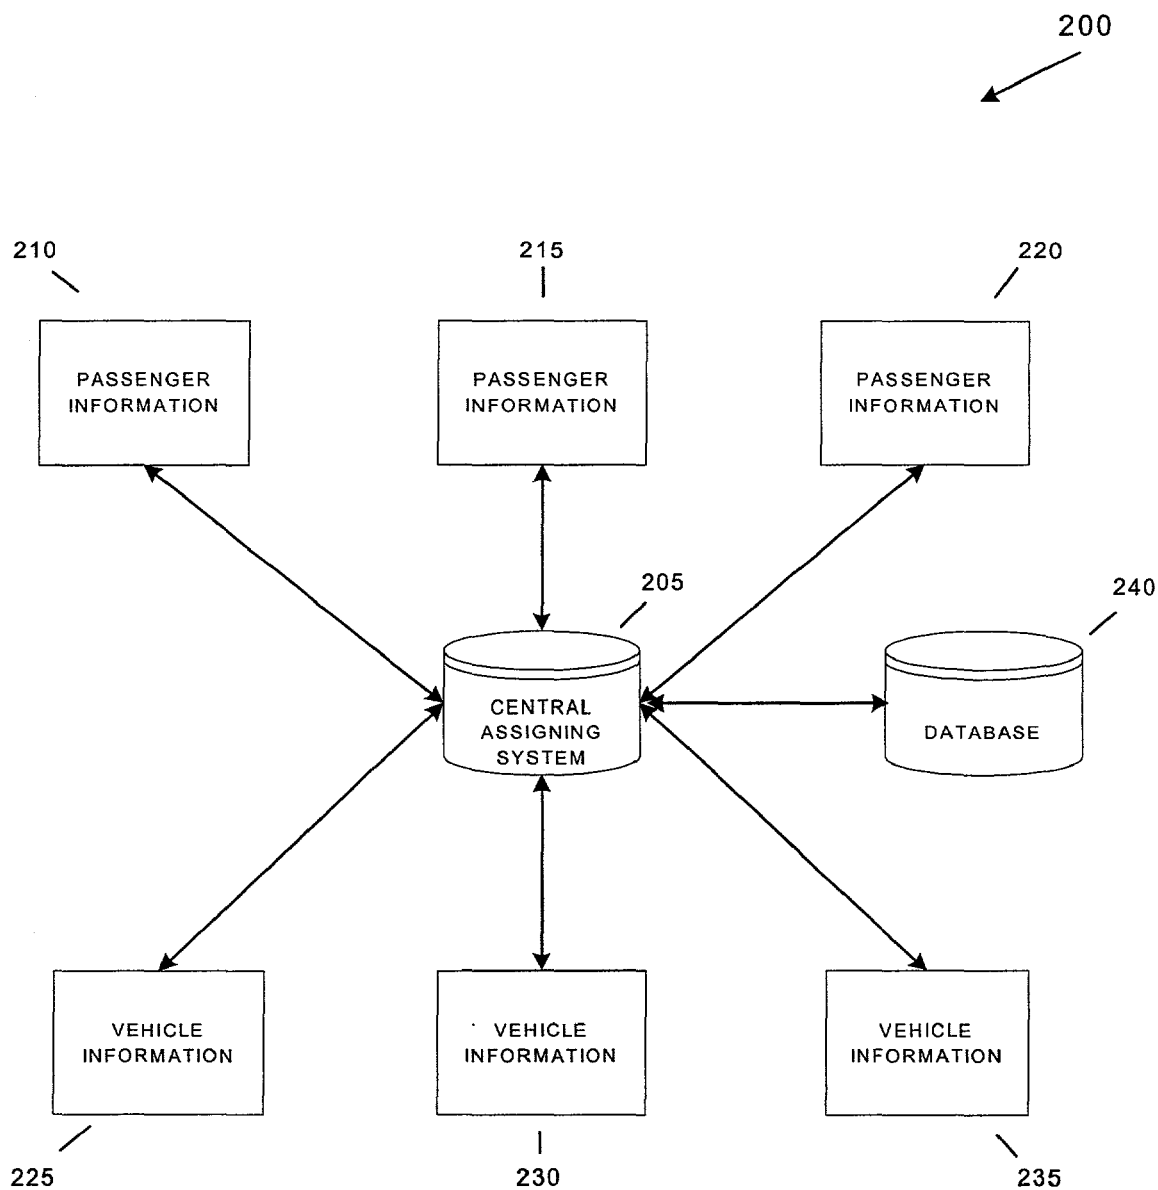 200
210
215
220
PASSENGER
INFORMATION
PASSENGER
INFORMATION
PASSENGER
INFORMATION
205
240
CENTRAL
ASSIGNING
SYSTEM
DATABASE
VEHICLE
INFORMATION
VEHICLE
INFORMATION
VEHICLE
INFORMATION
225
230
235